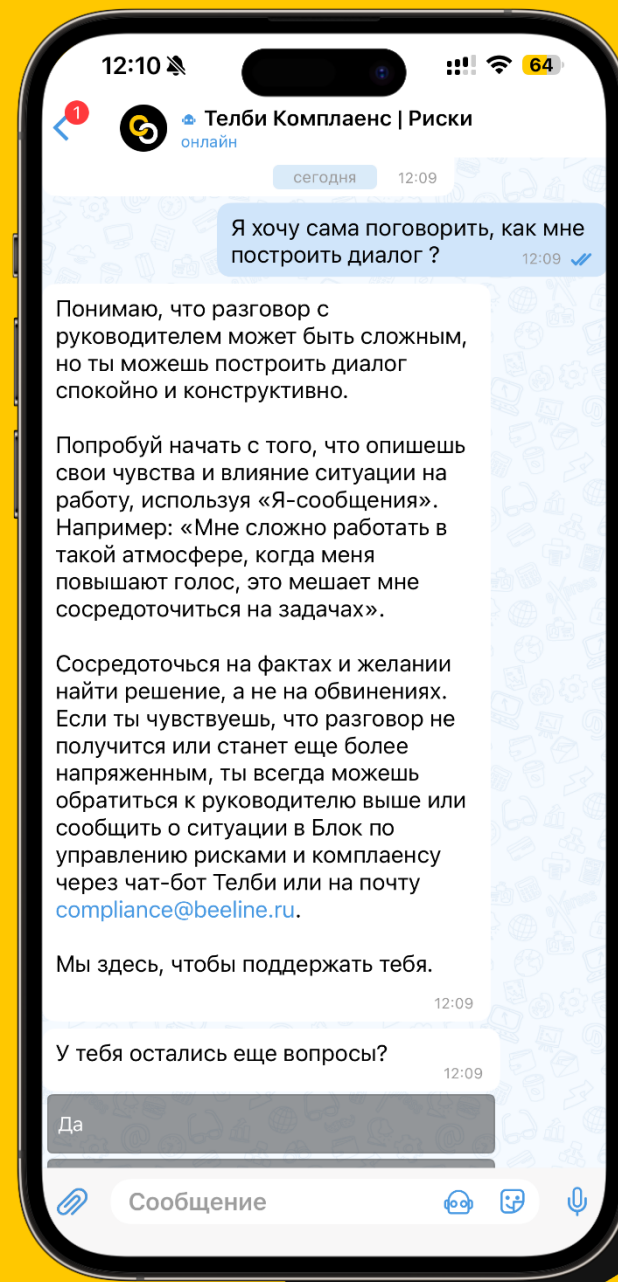 12:10
64
1
Телби Комплаенс | Риски
онлайн
сегодня 12:09
Я хочу сама поговорить, как мне
построить диалог ?
12:09
Понимаю, что разговор с
руководителем может быть сложным,
но ты можешь построить диалог
спокойно и конструктивно.
Попробуй начать с того, что опишешь
свои чувства и влияние ситуации на
работу, используя «Я-сообщения».
Например: «Мне сложно работать в
такой атмосфере, когда меня
повышают голос, это мешает мне
сосредоточиться на задачах».
Сосредоточься на фактах и желании
найти решение, а не на обвинениях.
Если ты чувствуешь, что разговор не
получится или станет еще более
напряженным, ты всегда можешь
обратиться к руководителю выше или
сообщить о ситуации в Блок по
управлению рисками и комплаенсу
через чат-бот Телби или на почту
compliance@beeline.ru.
Мы здесь, чтобы поддержать тебя.
12:09
У тебя остались еще вопросы?
12:09
Да
Сообщение